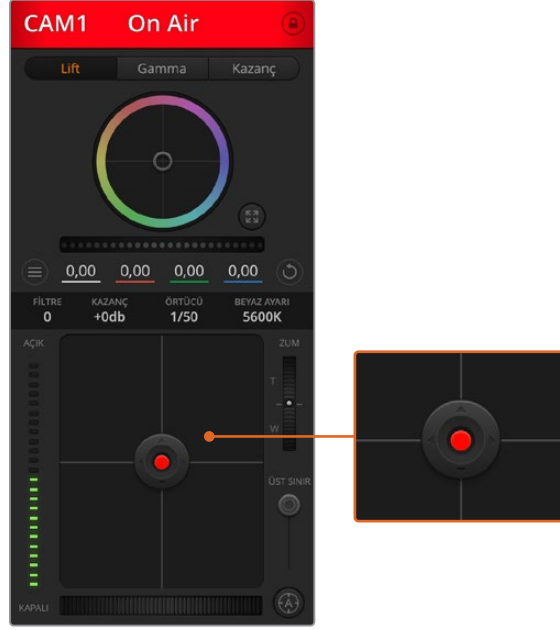 CAM1 On Air
Lift Gamma Kazanç
0,00 0,00 0,00 0,00
FİLTRE KAZANÇ ÖRTÜCÜ BEYAZ AYARI
0 +0db 1/50 5600K
AÇIK ZUM
T
W
ÜST SINIR
KAPALI A